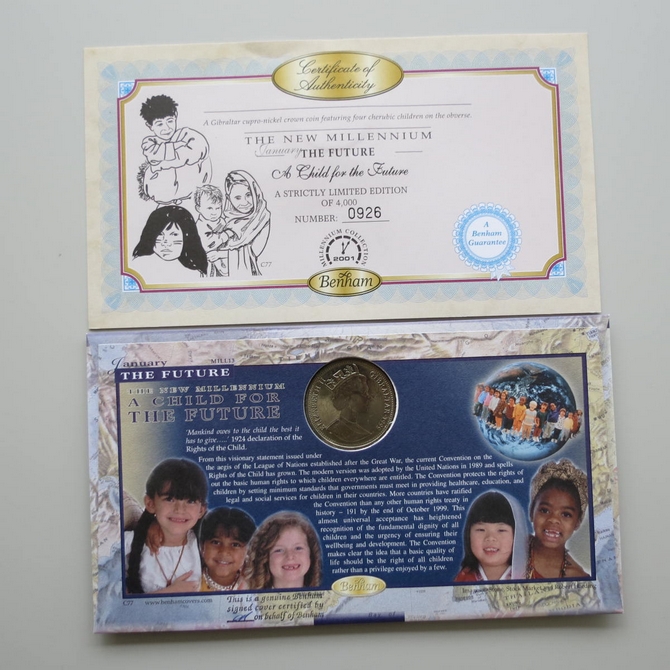 Certificate of
Authenticity
A Gibraltar cupro-nickel crown coin featuring four cherubic children on the obverse.
THE NEW MILLENNIUM
January
THE FUTURE
A Child for the Future
A STRICTLY LIMITED EDITION
OF 4,000
NUMBER: 0926
MILLENNIUM COLLECTION
2001
A
Benham
Guarantee
C77
Benham
January
MILL13
THE FUTURE
THE NEW MILLENNIUM
A CHILD FOR
THE FUTURE
'Mankind owes to the child the best it
has to give.....' 1924 declaration of the
Rights of the Child.
From this visionary statement issued under
the aegis of the League of Nations established after the Great War, the current Convention on the
Rights of the Child has grown. The modern version was adopted by the United Nations in 1989 and spells
out the basic human rights to which children everywhere are entitled. The Convention protects the rights of
children by setting minimum standards that governments must meet in providing healthcare, education, and
legal and social services for children in their countries. More countries have ratified
the Convention than any other human rights treaty in
history – 191 by the end of October 1999. This
almost universal acceptance has heightened
recognition of the fundamental dignity of all
children and the urgency of ensuring their
wellbeing and development. The Convention
makes clear the idea that a basic quality of
life should be the right of all children
rather than a privilege enjoyed by a few.
ELIZABETH II GIBRALTAR
Benham
C77
www.benhamcovers.com
This is a genuine Benham
signed cover certified by
on behalf of Benham